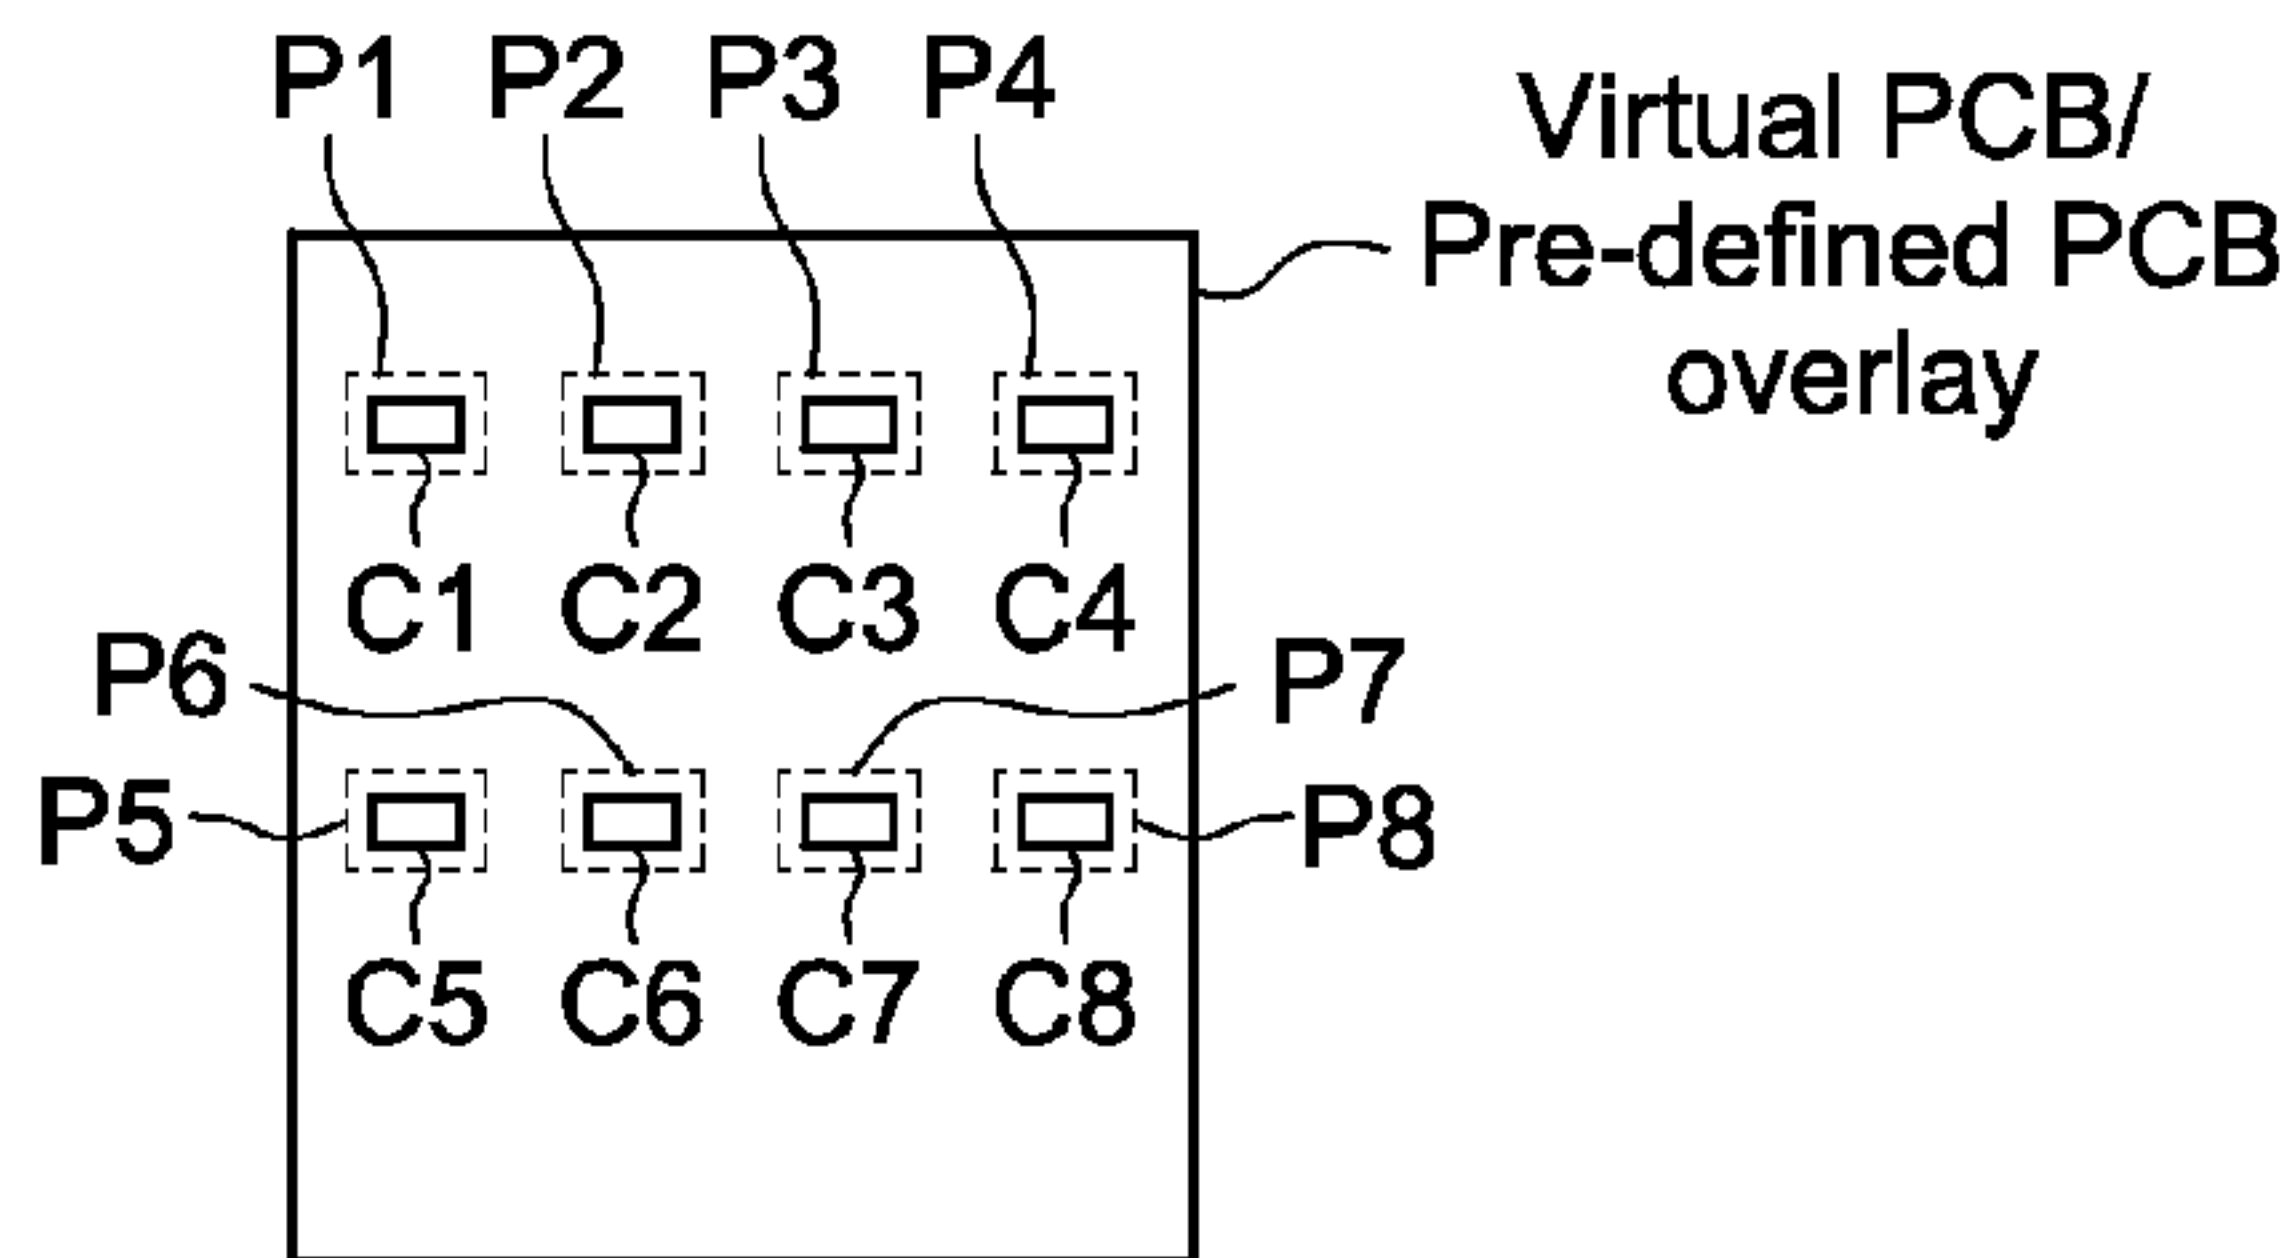 P1 P2 P3 P4
Virtual PCB/
Pre-defined PCB
overlay
C1 C2 C3 C4
P6 P7
P5 P8
C5 C6 C7 C8